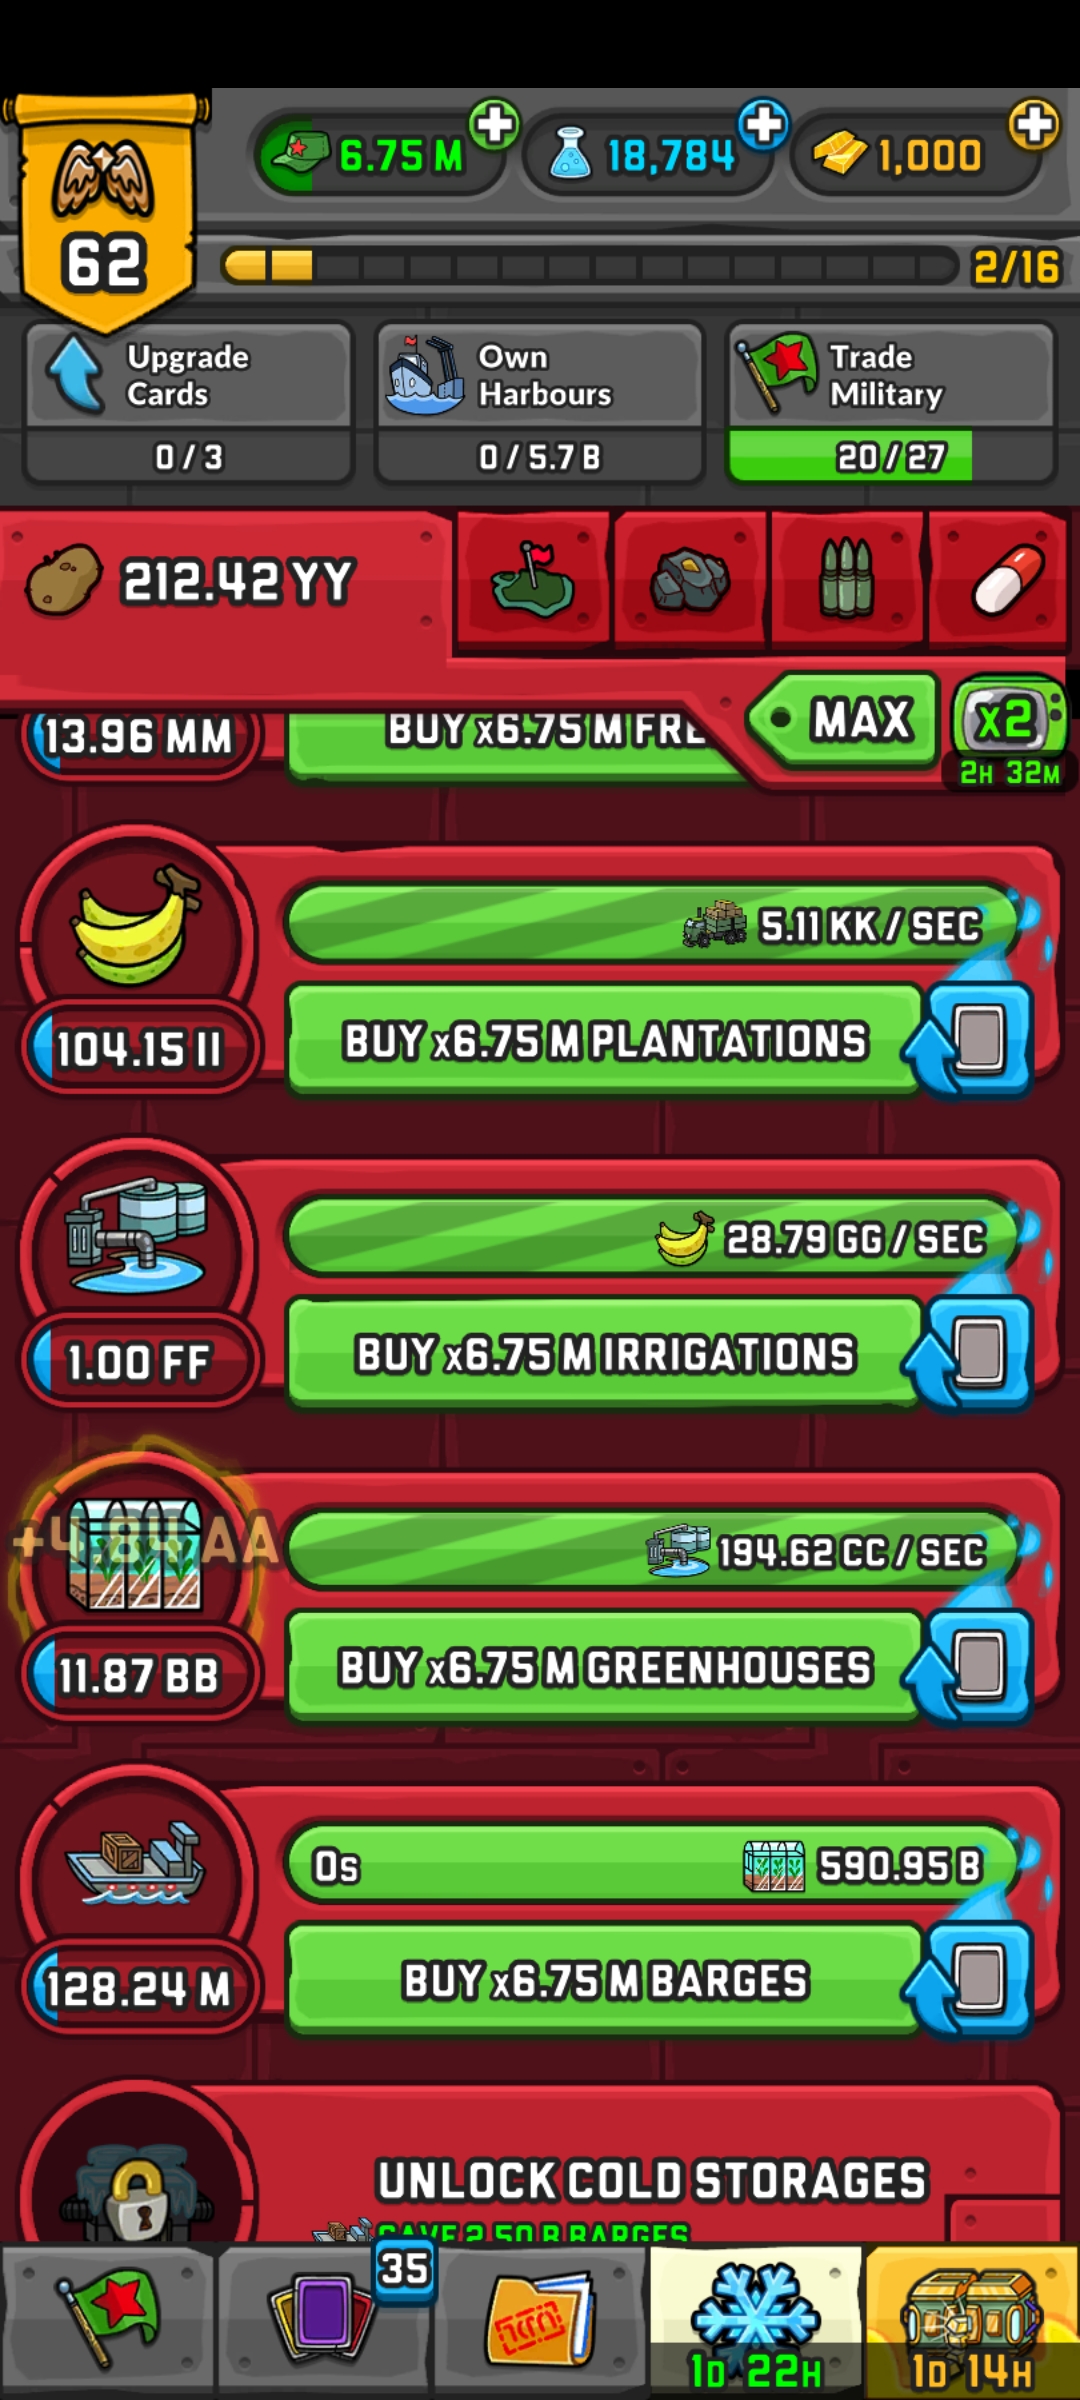 6.75 M
18,784
1,000
62
2/16
Upgrade
Cards
0 / 3
Own
Harbours
0 / 5.7 B
Trade
Military
20 / 27
212.42 YY
MAX
x2
2H 32M
13.96 MM
BUY x6.75 M FRE
5.11 KK / SEC
104.15 II
BUY x6.75 M PLANTATIONS
28.79 GG / SEC
1.00 FF
BUY x6.75 M IRRIGATIONS
+4.84 AA
194.62 CC / SEC
11.87 BB
BUY x6.75 M GREENHOUSES
0s
590.95 B
128.24 M
BUY x6.75 M BARGES
UNLOCK COLD STORAGES
SAVE 2.50 B BARGES
35
1D 22H
1D 14H